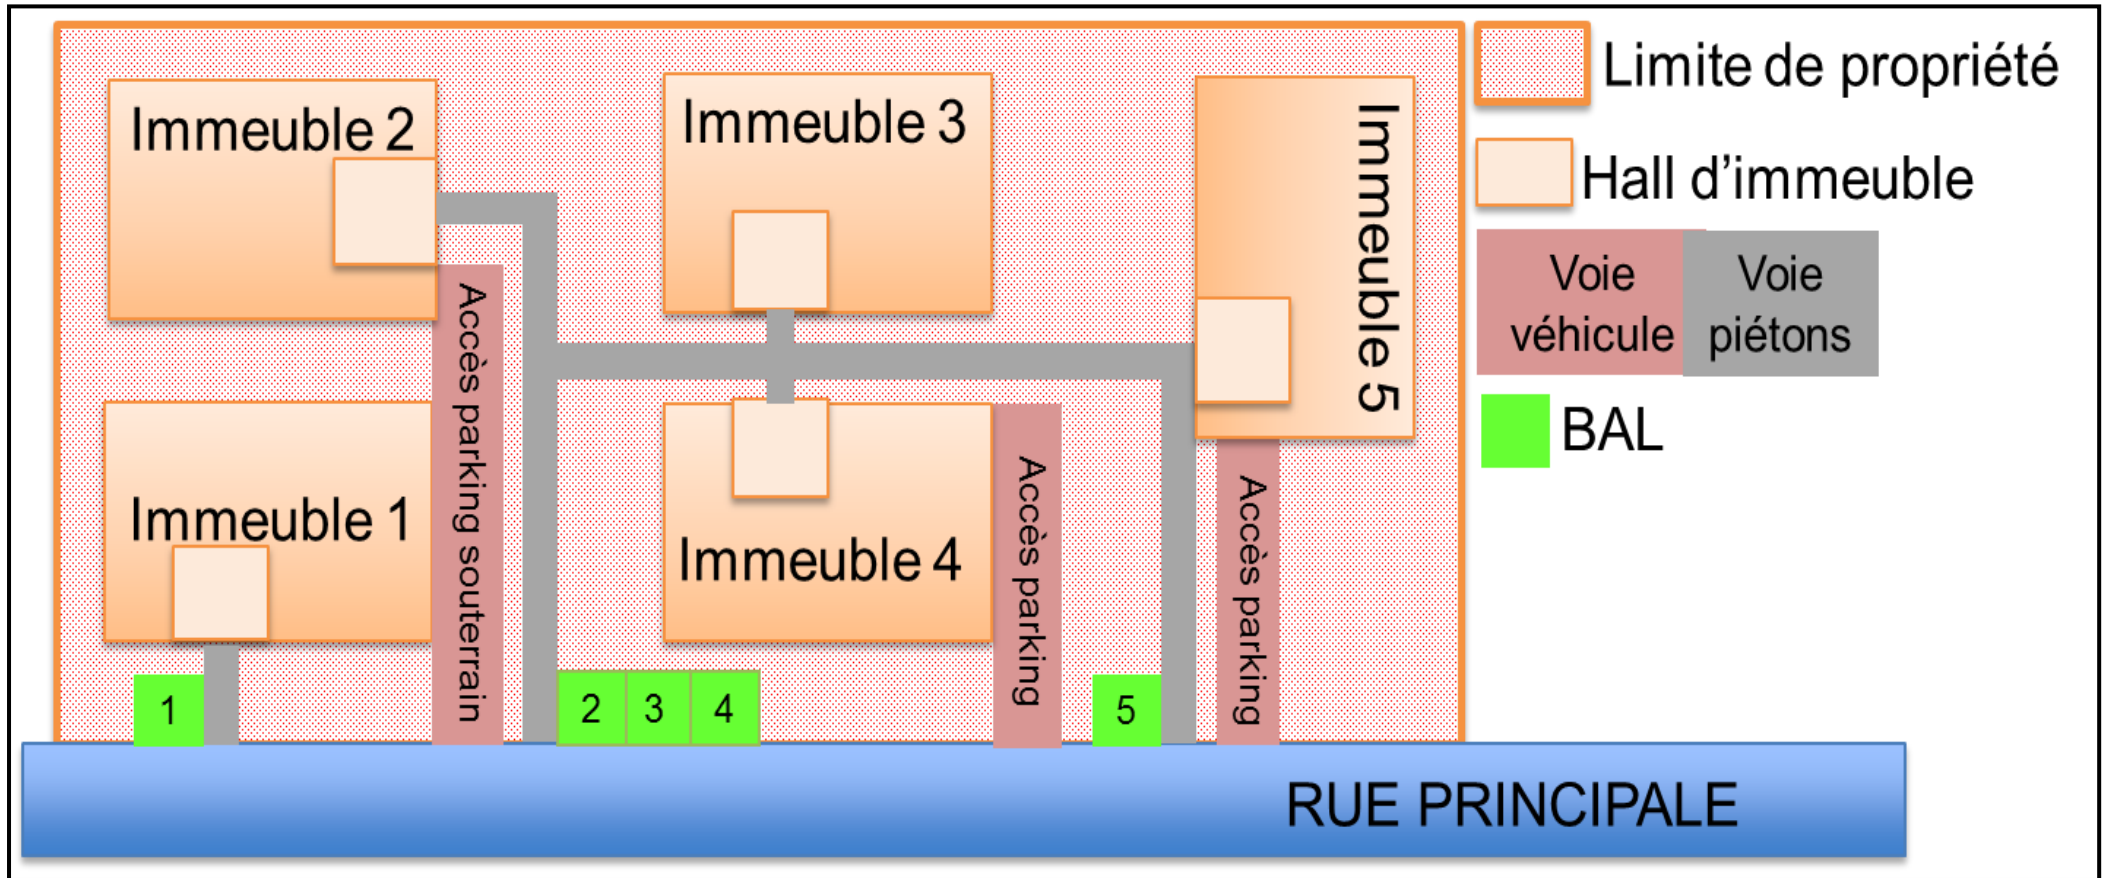 Immeuble 2
Immeuble 3
Immeuble 5
Immeuble 1
Immeuble 4
Accès parking souterrain
Accès parking
Accès parking
1
2
3
4
5
RUE PRINCIPALE
Limite de propriété
Hall d’immeuble
Voie
véhicule
Voie
piétons
BAL